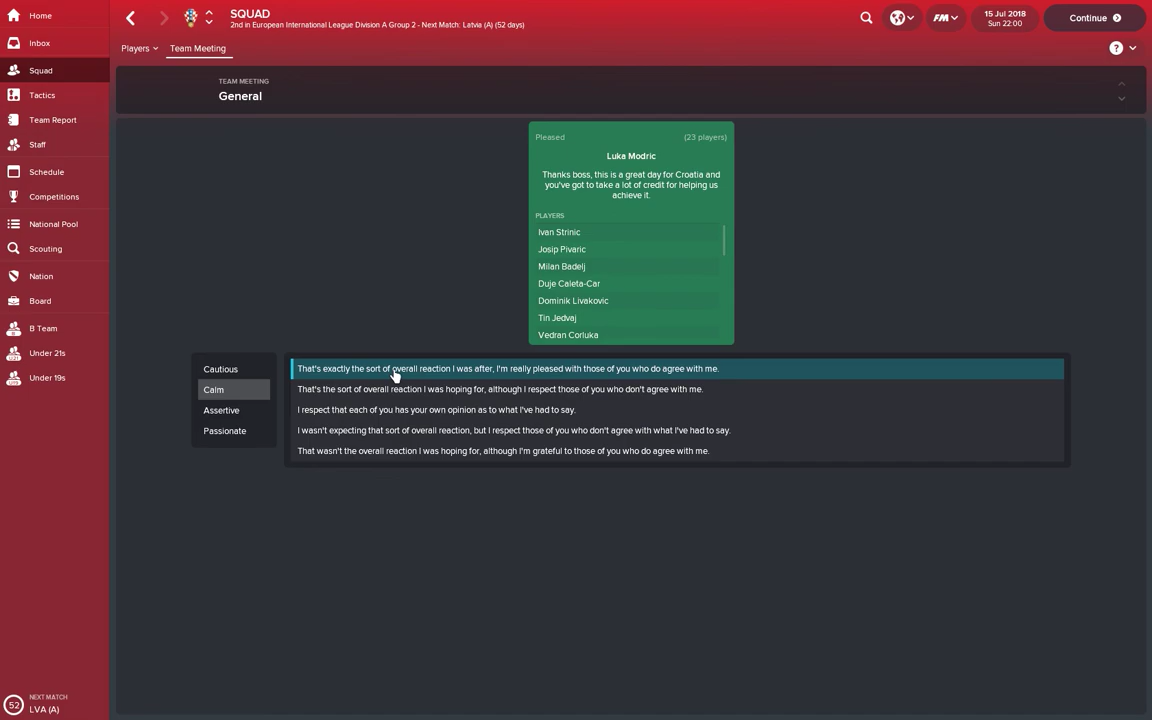 Home
Inbox
Squad
Tactics
Team Report
Staff
Schedule
Competitions
National Pool
Scouting
Nation
Board
B Team
Under 21s
Under 19s
52
NEXT MATCH
LVA (A)
SQUAD
2nd in European International League Division A Group 2 - Next Match: Latvia (A) (52 days)
FM
15 Jul 2018
Sun 22:00
Continue
Players
Team Meeting
?
TEAM MEETING
General
Pleased (23 players)
Luka Modric
Thanks boss, this is a great day for Croatia and
you've got to take a lot of credit for helping us
achieve it.
PLAYERS
Ivan Strinic
Josip Pivaric
Milan Badelj
Duje Caleta-Car
Dominik Livakovic
Tin Jedvaj
Vedran Corluka
Cautious
Calm
Assertive
Passionate
That's exactly the sort of overall reaction I was after, I'm really pleased with those of you who do agree with me.
That's the sort of overall reaction I was hoping for, although I respect those of you who don't agree with me.
I respect that each of you has your own opinion as to what I've had to say.
I wasn't expecting that sort of overall reaction, but I respect those of you who don't agree with what I've had to say.
That wasn't the overall reaction I was hoping for, although I'm grateful to those of you who do agree with me.